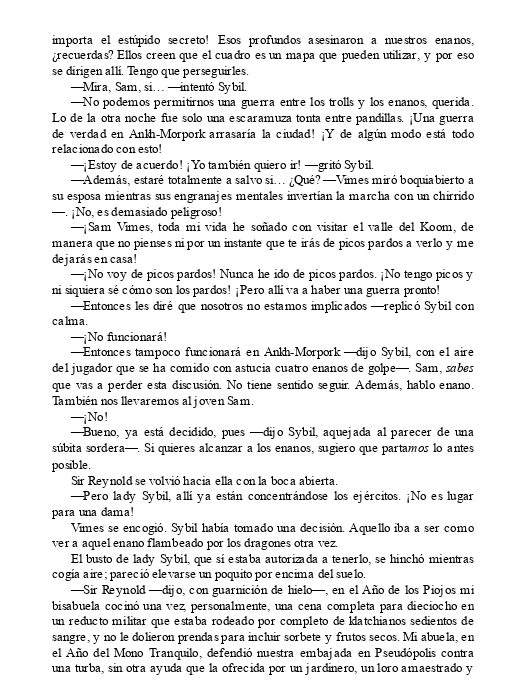 importa el estúpido secreto! Esos profundos asesinaron a nuestros enanos,
¿recuerdas? Ellos creen que el cuadro es un mapa que pueden utilizar, y por eso
se dirigen allí. Tengo que perseguirles.
—Mira, Sam, si… —intentó Sybil.
—No podemos permitirnos una guerra entre los trolls y los enanos, querida.
Lo de la otra noche fue solo una escaramuza tonta entre pandillas. ¡Una guerra
de verdad en Ankh-Morpork arrasaría la ciudad! ¡Y de algún modo está todo
relacionado con esto!
—¡Estoy de acuerdo! ¡Yo también quiero ir! —gritó Sybil.
—Además, estaré totalmente a salvo si… ¿Qué? —Vimes miró boquiabierto a
su esposa mientras sus engranajes mentales invertían la marcha con un chirrido
—. ¡No, es demasiado peligroso!
—¡Sam Vimes, toda mi vida he soñado con visitar el valle del Koom, de
manera que no pienses ni por un instante que te irás de picos pardos a verlo y me
dejarás en casa!
—¡No voy de picos pardos! Nunca he ido de picos pardos. ¡No tengo picos y
ni siquiera sé cómo son los pardos! ¡Pero allí va a haber una guerra pronto!
—Entonces les diré que nosotros no estamos implicados —replicó Sybil con
calma.
—¡No funcionará!
—Entonces tampoco funcionará en Ankh-Morpork —dijo Sybil, con el aire
del jugador que se ha comido con astucia cuatro enanos de golpe—. Sam, sabes
que vas a perder esta discusión. No tiene sentido seguir. Además, hablo enano.
También nos llevaremos al joven Sam.
—¡No!
—Bueno, ya está decidido, pues —dijo Sybil, aquejada al parecer de una
súbita sordera—. Si quieres alcanzar a los enanos, sugiero que partamos lo antes
posible.
Sir Reynold se volvió hacia ella con la boca abierta.
—Pero lady Sybil, allí ya están concentrándose los ejércitos. ¡No es lugar
para una dama!
Vimes se encogió. Sybil había tomado una decisión. Aquello iba a ser como
ver a aquel enano flambeado por los dragones otra vez.
El busto de lady Sybil, que sí estaba autorizada a tenerlo, se hinchó mientras
cogía aire; pareció elevarse un poquito por encima del suelo.
—Sir Reynold —dijo, con guarnición de hielo—, en el Año de los Piojos mi
bisabuela cocinó una vez, personalmente, una cena completa para dieciocho en
un reducto militar que estaba rodeado por completo de klatchianos sedientos de
sangre, y no le dolieron prendas para incluir sorbete y frutos secos. Mi abuela, en
el Año del Mono Tranquilo, defendió nuestra embajada en Pseudópolis contra
una turba, sin otra ayuda que la ofrecida por un jardinero, un loro amaestrado y